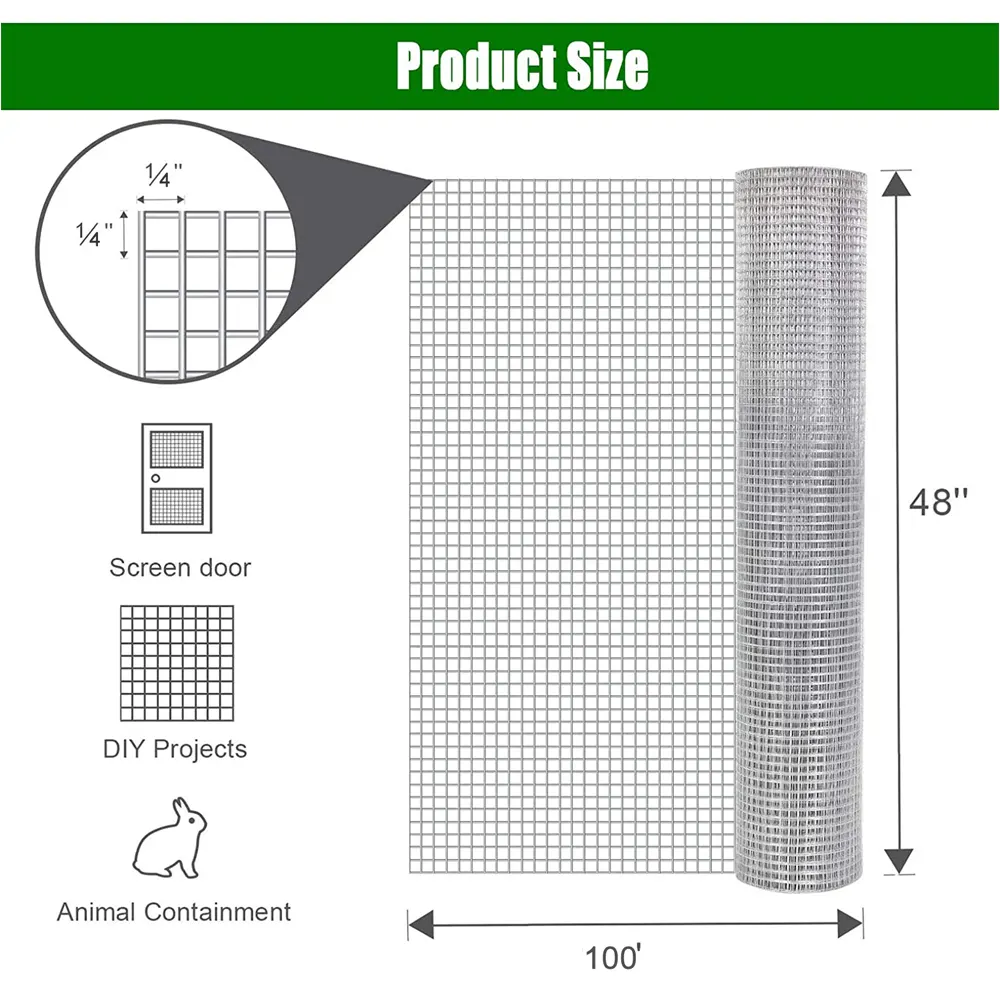 Product Size
1/4"
1/4"
48"
Screen door
DIY Projects
Animal Containment
100'